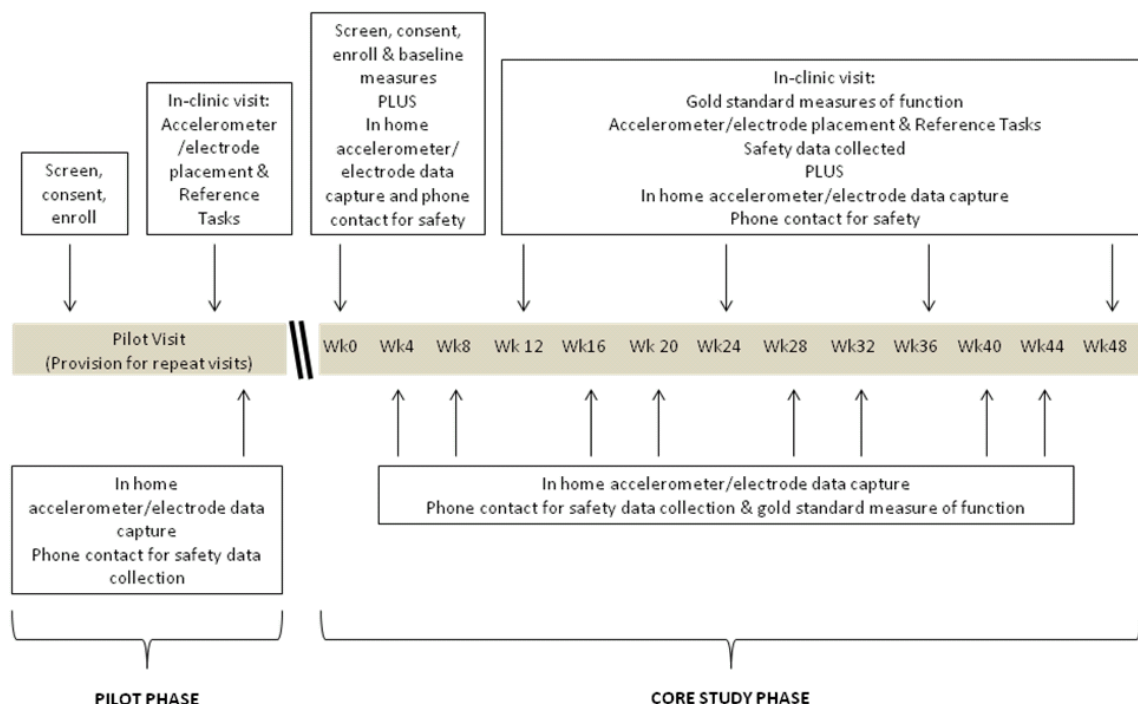 Screen,
consent,
enroll
In-clinic visit:
Accelerometer
/electrode
placement &
Reference
Tasks
Screen, consent,
enroll & baseline
measures
PLUS
In home
accelerometer/
electrode data
capture and phone
contact for safety
In-clinic visit:
Gold standard measures of function
Accelerometer/electrode placement & Reference Tasks
Safety data collected
PLUS
In home accelerometer/electrode data capture
Phone contact for safety
Pilot Visit
(Provision for repeat visits)
Wk0 Wk4 Wk8 Wk 12 Wk16 Wk 20 Wk24 Wk28 Wk32 Wk36 Wk40 Wk44 Wk48
In home
accelerometer/electrode data
capture
Phone contact for safety data
collection
In home accelerometer/electrode data capture
Phone contact for safety data collection & gold standard measure of function
PILOT PHASE
CORE STUDY PHASE